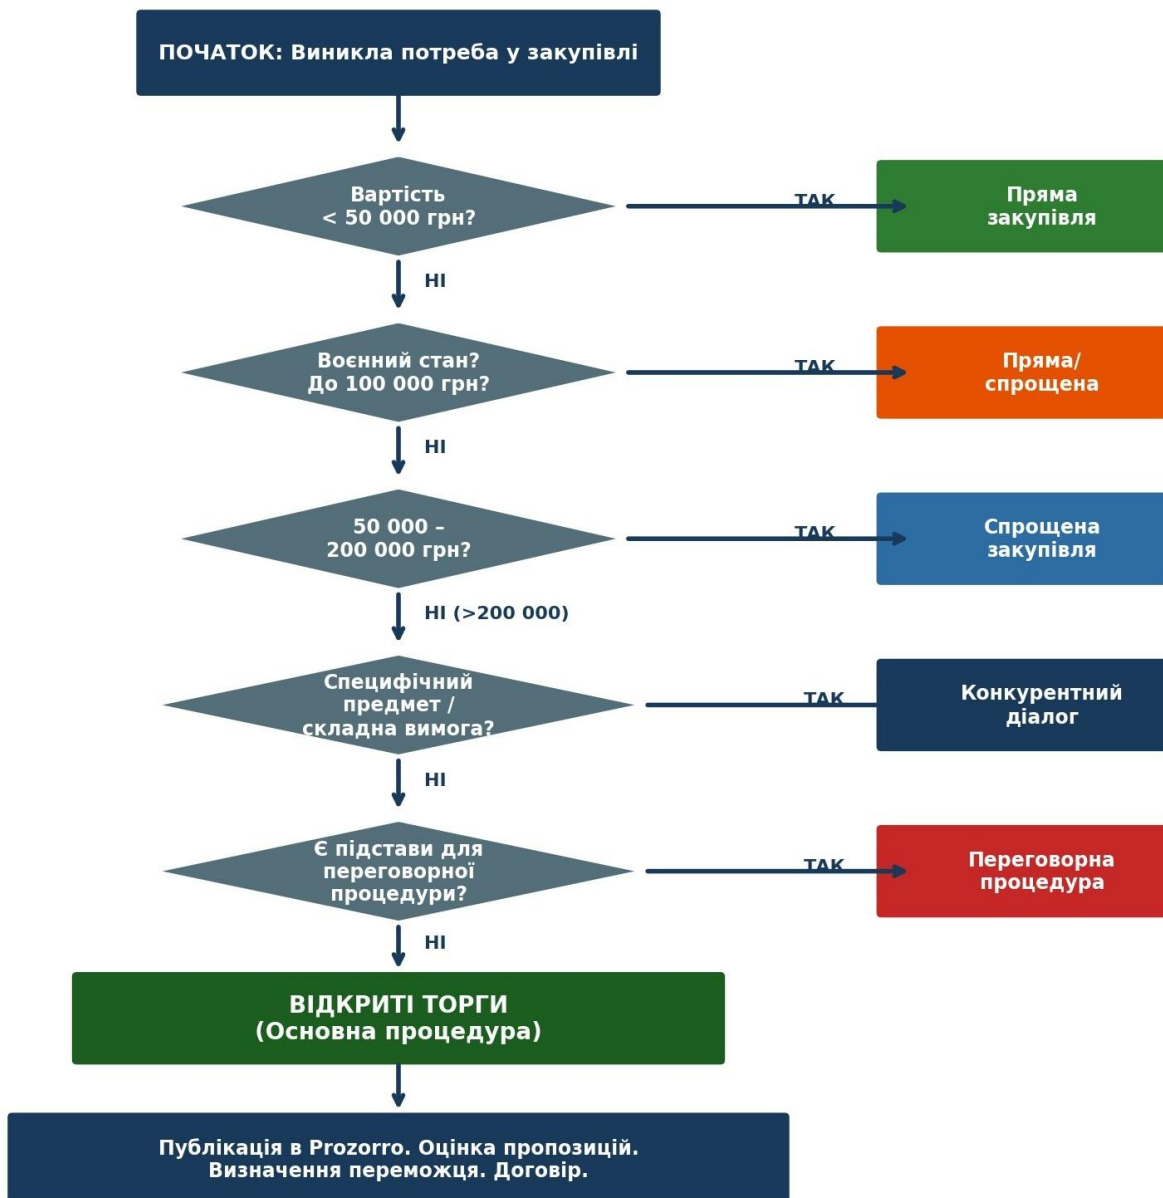 ПОЧАТОК: Виникла потреба у закупівлі
Вартість
< 50 000 грн?
ТАК
Пряма
закупівля
НІ
Воєнний стан?
До 100 000 грн?
ТАК
Пряма/
спрощена
НІ
50 000 –
200 000 грн?
ТАК
Спрощена
закупівля
НІ (>200 000)
Специфічний
предмет /
складна вимога?
ТАК
Конкурентний
діалог
НІ
Є підстави для
переговорної
процедури?
ТАК
Переговорна
процедура
НІ
ВІДКРИТІ ТОРГИ
(Основна процедура)
Публікація в Prozorro. Оцінка пропозицій.
Визначення переможця. Договір.